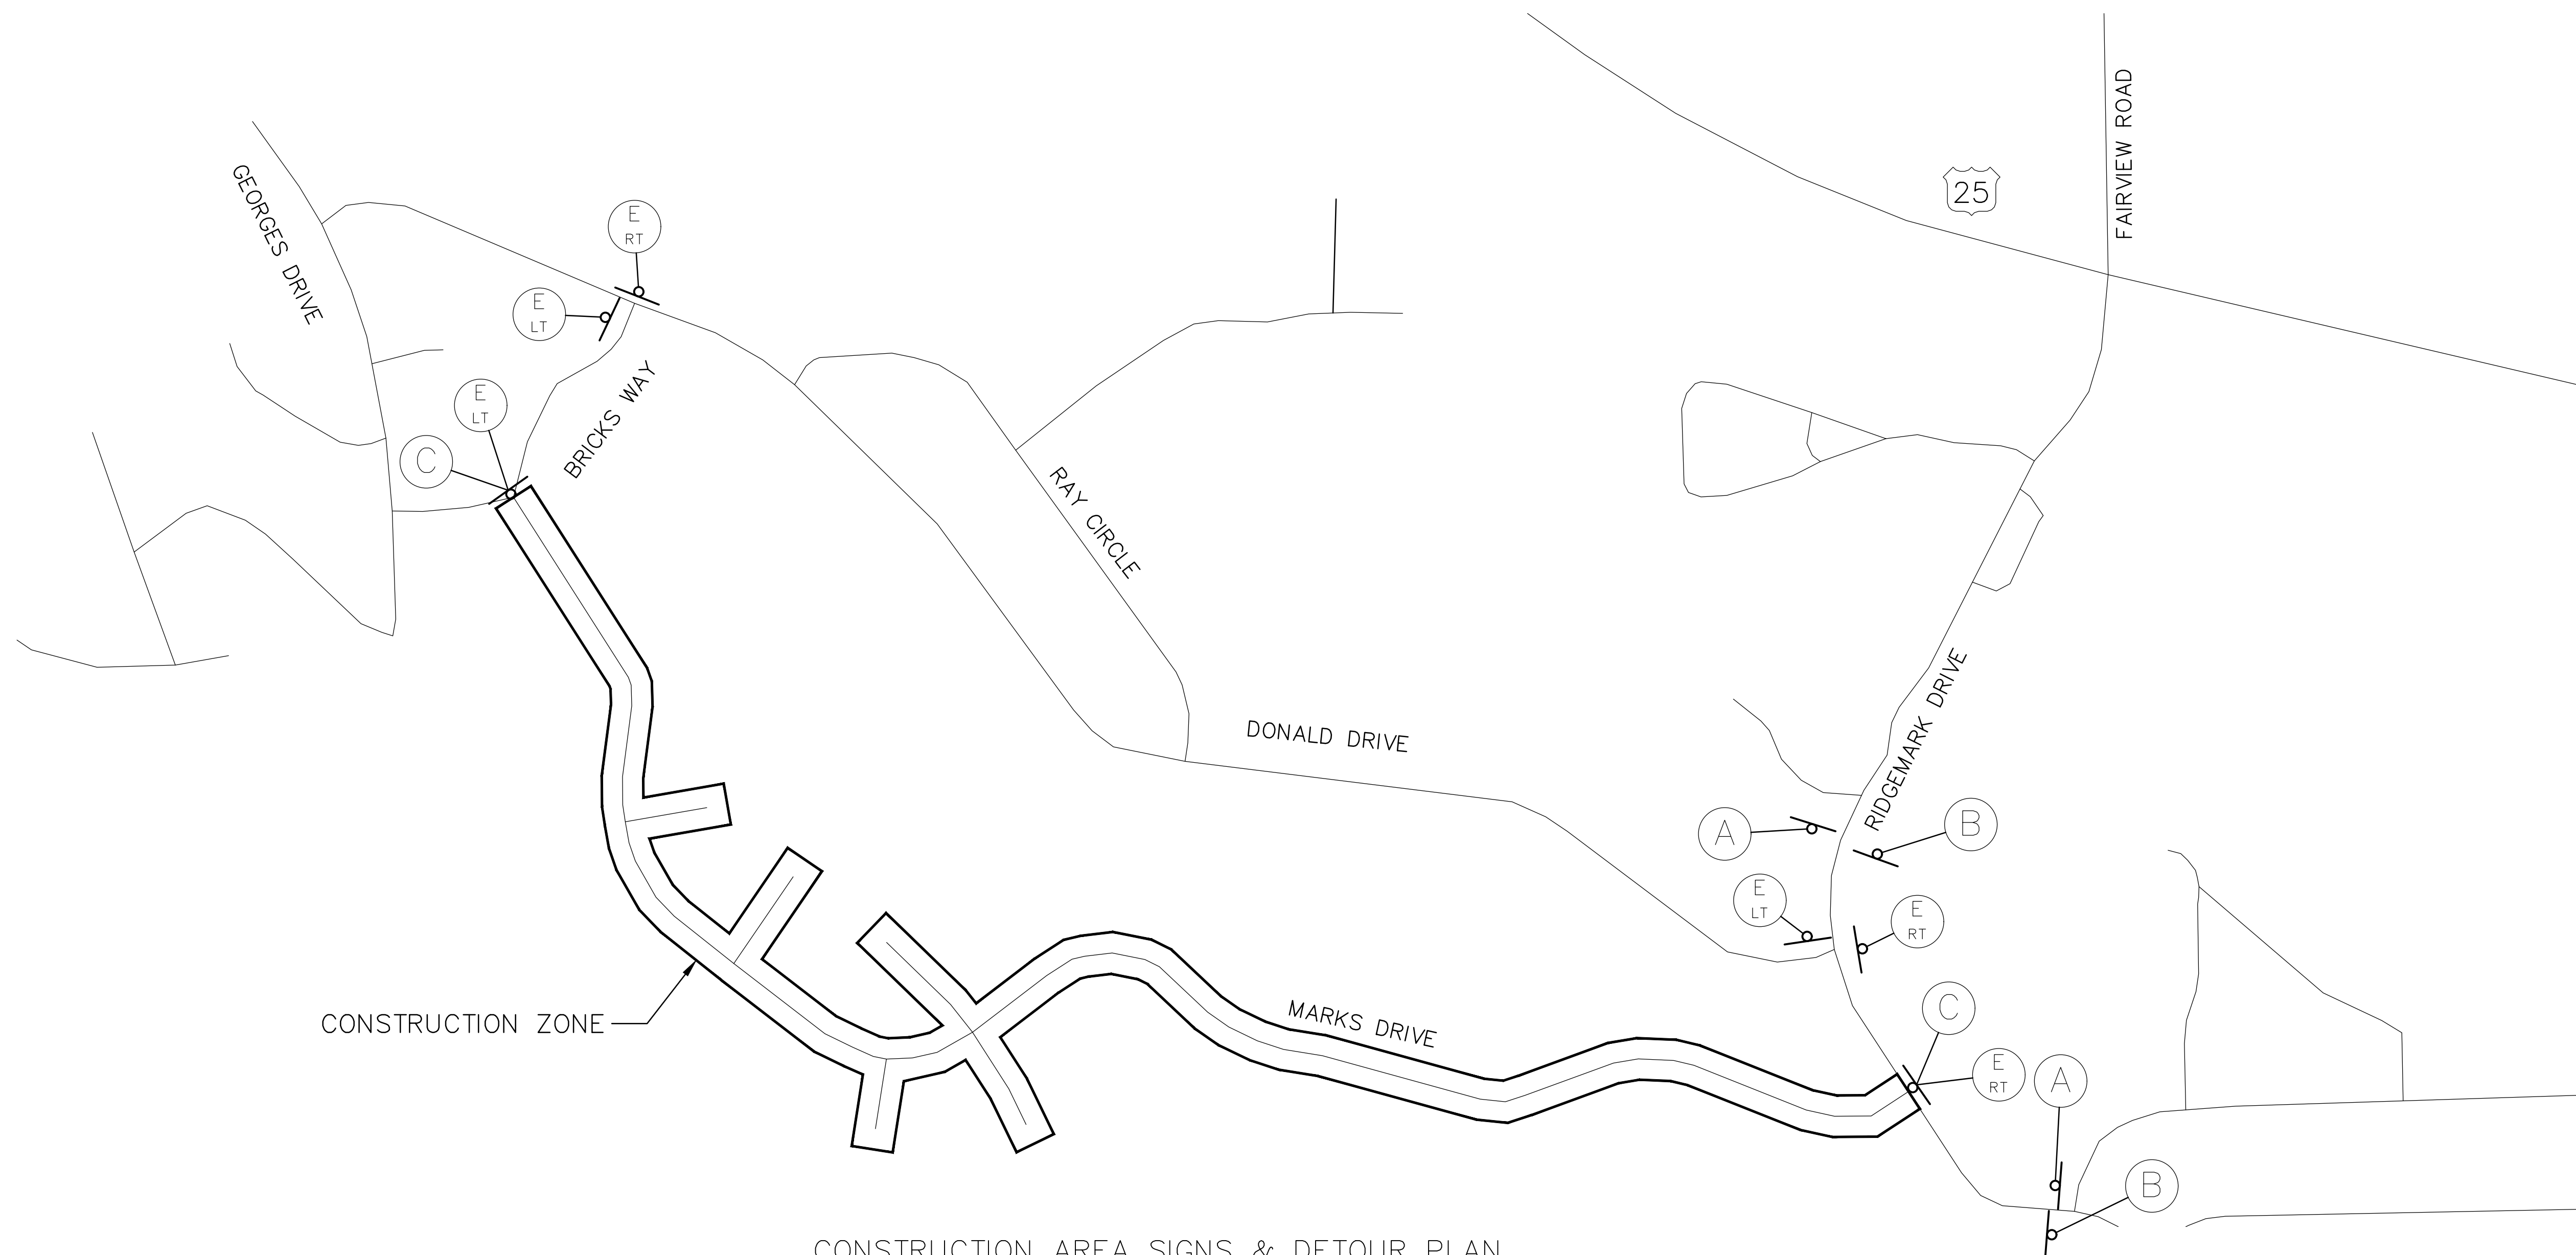 FAIRVIEW ROAD
25
GEORGES DRIVE
E
RT
E
LT
E
LT
C
BRICKS WAY
RAY CIRCLE
DONALD DRIVE
RIDGEMARK DRIVE
A
B
E
LT
E
RT
CONSTRUCTION ZONE
MARKS DRIVE
C
E
RT
A
B
CONSTRUCTION AREA SIGNS & DETOUR PLAN